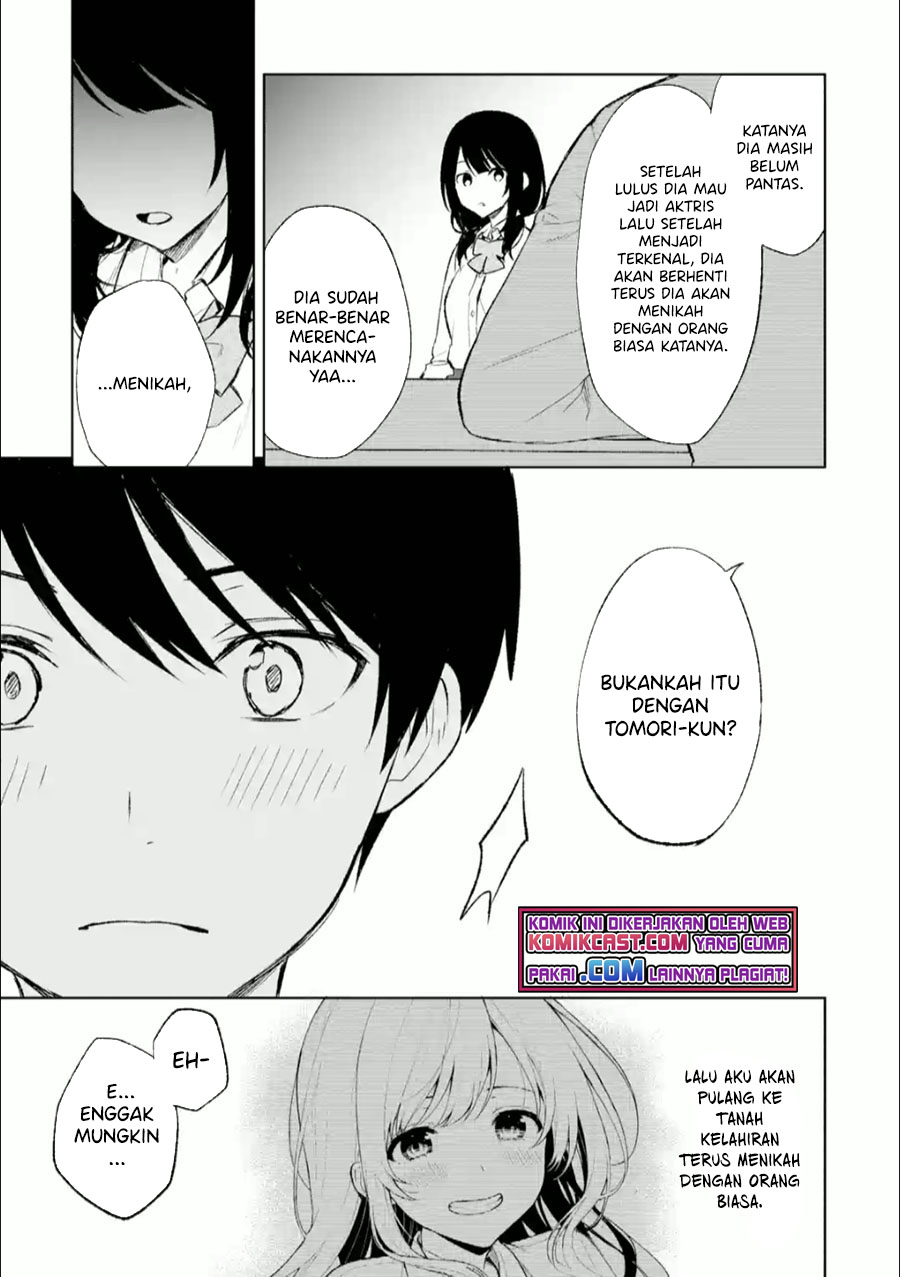 KATANYA
DIA MASIH
BELUM
PANTAS.
SETELAH
LULUS DIA MAU
JADI AKTRIS
LALU SETELAH
MENJADI
TERKENAL, DIA
AKAN BERHENTI
TERUS DIA AKAN
MENIKAH
DENGAN ORANG
BIASA KATANYA.
DIA SUDAH
BENAR-BENAR
MERENCA-
NAKANNYA
YAA...
...MENIKAH,
BUKANKAH ITU
DENGAN
TOMORI-KUN?
KOMIK INI DIKERJAKAN OLEH WEB
KOMIKCAST.COM YANG CUMA
PAKAI .COM LAINNYA PLAGIAT!
LALU AKU AKAN
PULANG KE
TANAH
KELAHIRAN
TERUS MENIKAH
DENGAN ORANG
BIASA.
EH-
E...
ENGGAK
MUNGKIN
...